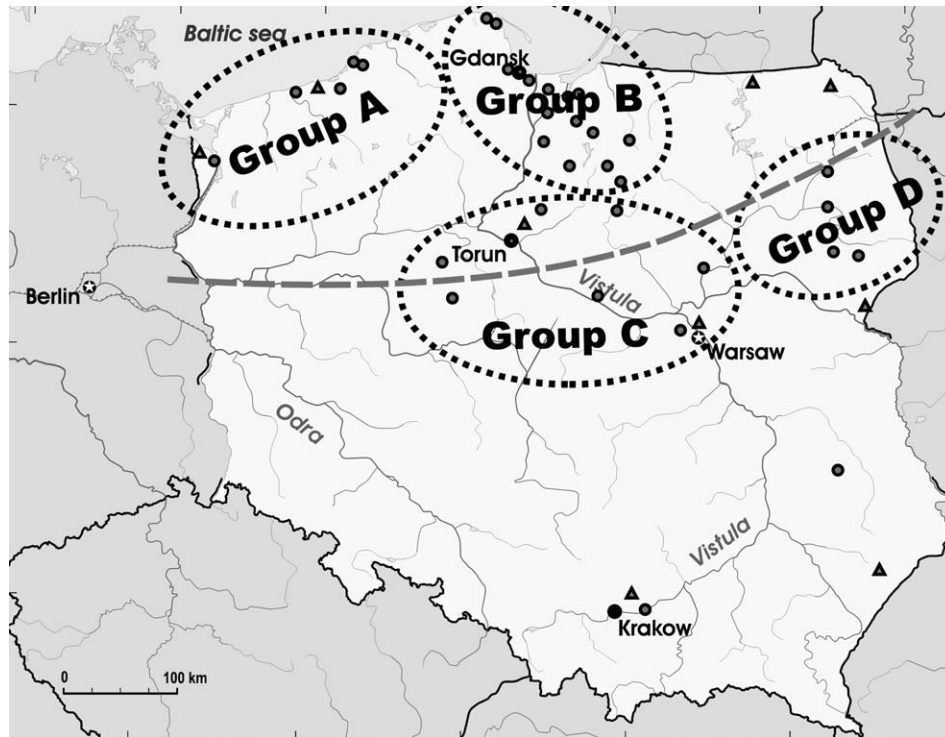 Baltic sea
Gdansk
Group A
Group B
Group D
Torun
Vistula
Berlin
Group C
Warsaw
Odra
Vistula
Krakow
0 100 km